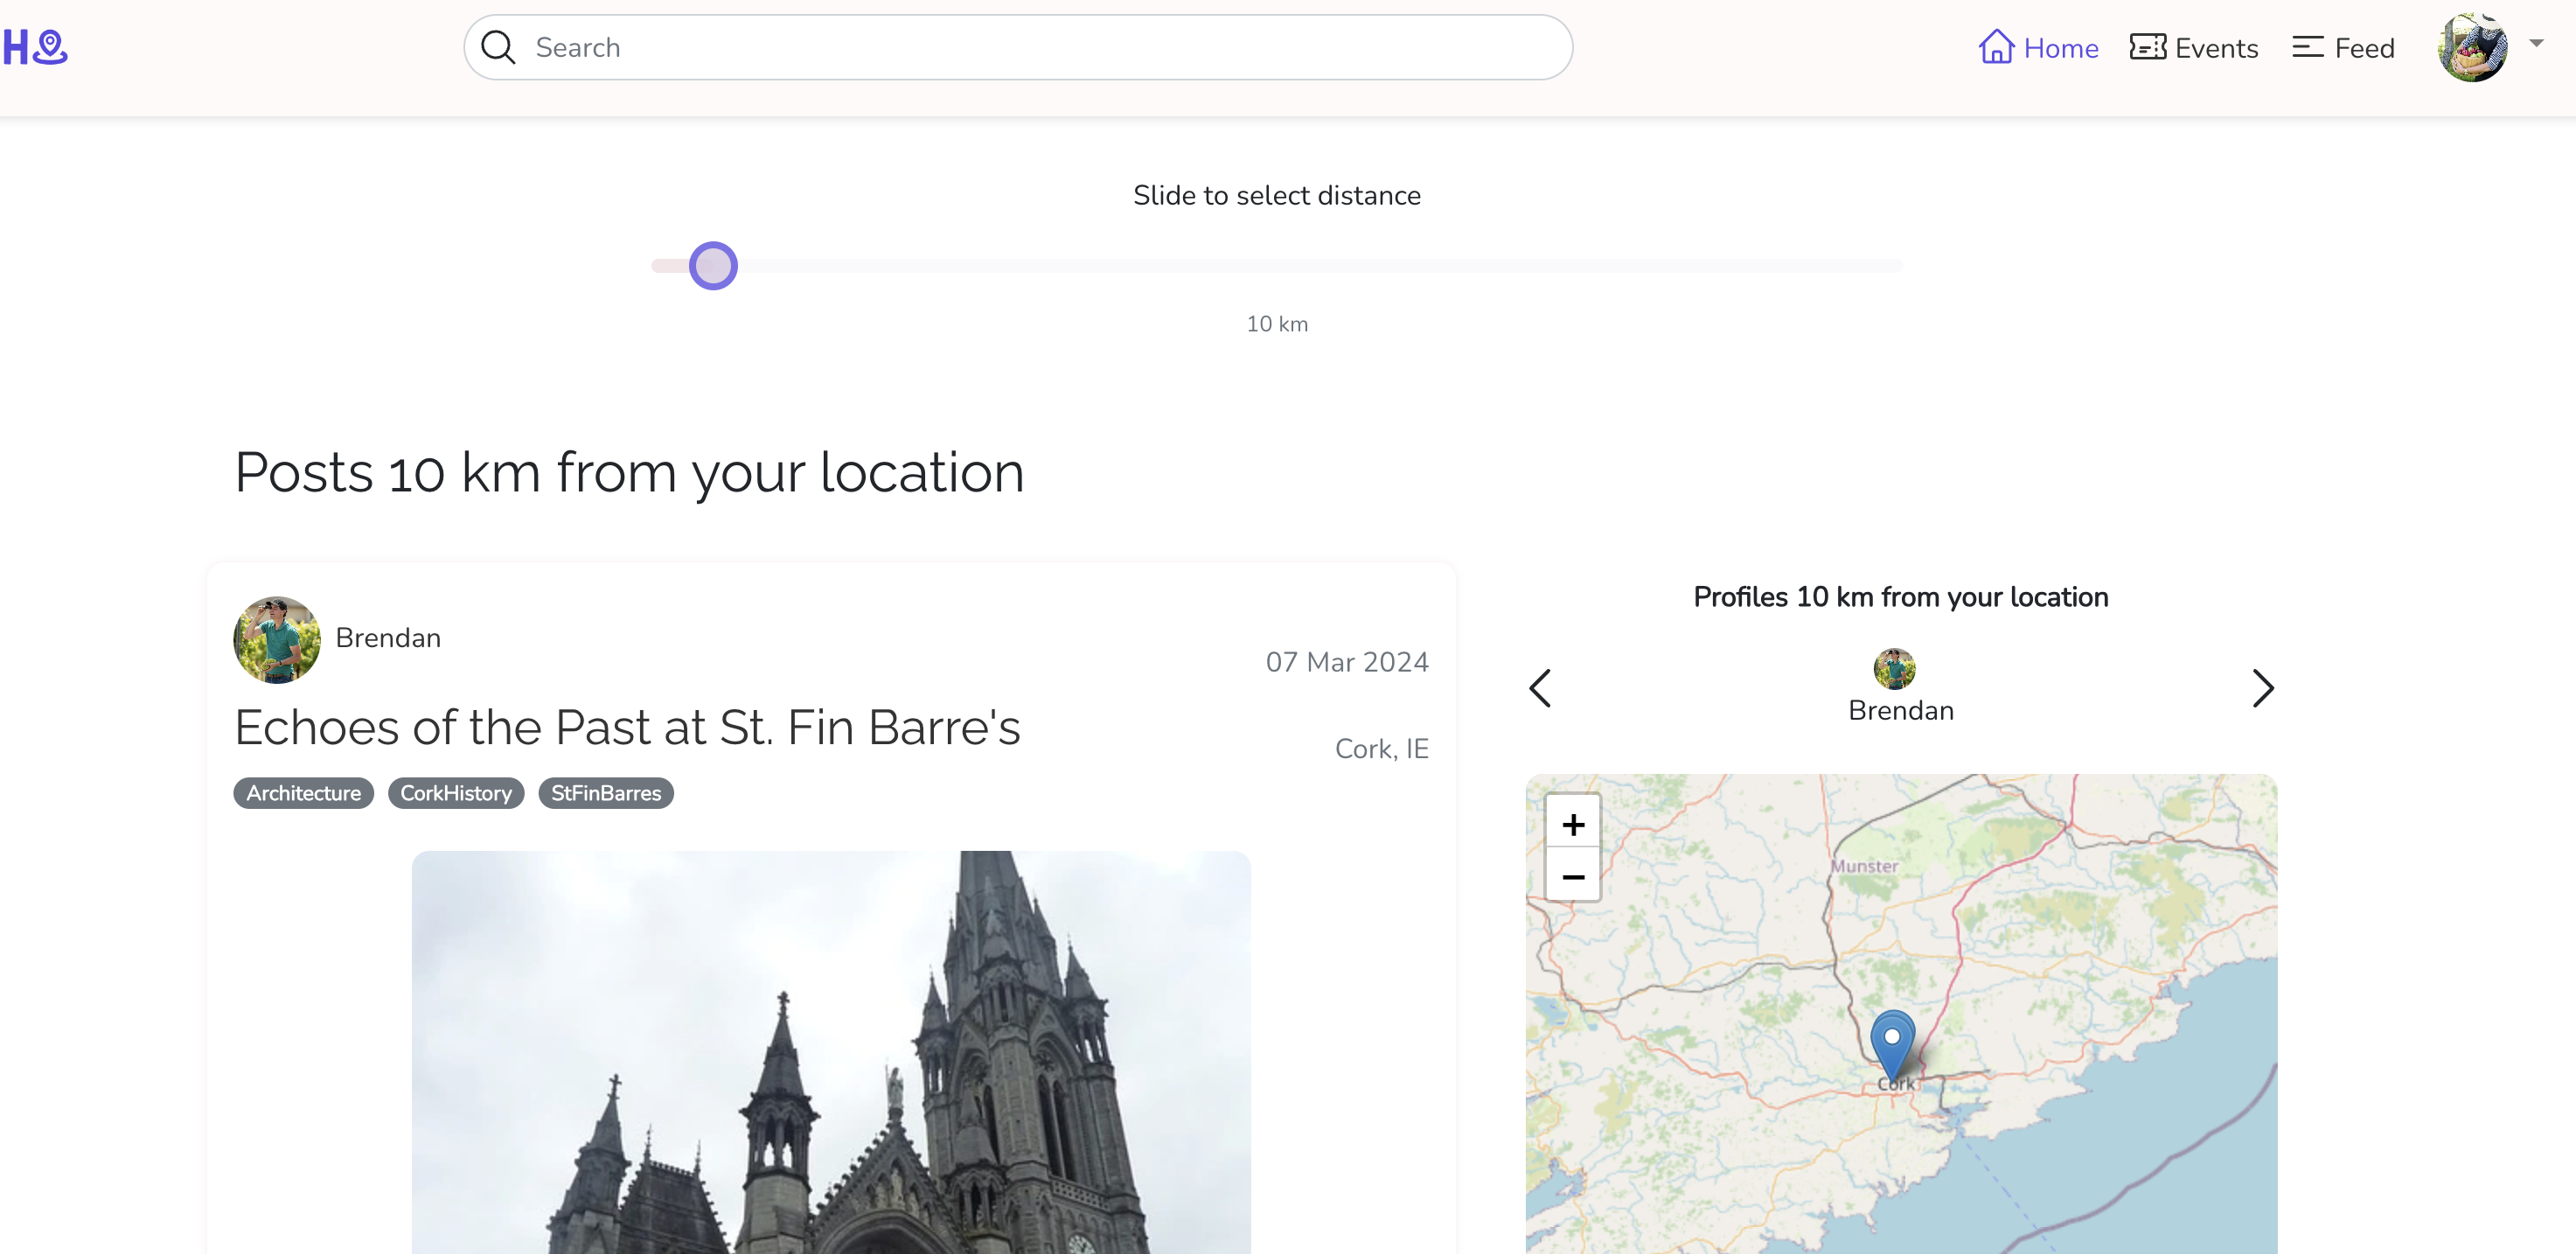 H
Search
Home
Events
Feed
Slide to select distance
10 km
Posts 10 km from your location
Brendan
07 Mar 2024
Echoes of the Past at St. Fin Barre's
Cork, IE
Architecture
CorkHistory
StFinBarres
Profiles 10 km from your location
Brendan
+
−
Munster
Cork